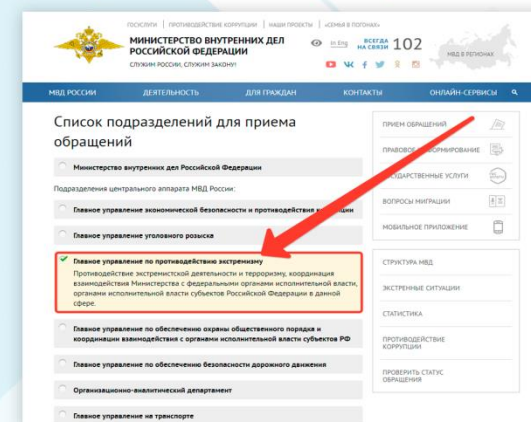 ГОСУСЛУГИ | ПРОТИВОДЕЙСТВИЕ КОРРУПЦИИ | НАШИ ПРОЕКТЫ | «СЕМЬЯ В ПОГОНАХ»
МИНИСТЕРСТВО ВНУТРЕННИХ ДЕЛ
РОССИЙСКОЙ ФЕДЕРАЦИИ
СЛУЖИМ РОССИИ, СЛУЖИМ ЗАКОНУ!
in Eng
ВСЕГДА
НА СВЯЗИ 102
МВД В РЕГИОНАХ
МВД РОССИИ ДЕЯТЕЛЬНОСТЬ ДЛЯ ГРАЖДАН КОНТАКТЫ ОНЛАЙН-СЕРВИСЫ
Список подразделений для приема
обращений
Министерство внутренних дел Российской Федерации
Подразделения центрального аппарата МВД России:
Главное управление экономической безопасности и противодействия
Главное управление уголовного розыска
Главное управление по противодействию экстремизму
Противодействие экстремистской деятельности и терроризму, координация
взаимодействия Министерства с федеральными органами исполнительной власти,
органами исполнительной власти субъектов Российской Федерации в данной
сфере.
Главное управление по обеспечению охраны общественного порядка и
координации взаимодействия с органами исполнительной власти субъектов РФ
Главное управление по обеспечению безопасности дорожного движения
Организационно-аналитический департамент
Главное управление на транспорте
ПРИЕМ ОБРАЩЕНИЙ
ПРАВОВОЕ
УСЛУГИ
ВОПРОСЫ МИГРАЦИИ
МОБИЛЬНОЕ ПРИЛОЖЕНИЕ
СТРУКТУРА МВД
ЭКСТРЕННЫЕ СИТУАЦИИ
СТАТИСТИКА
ПРОТИВОДЕЙСТВИЕ
КОРРУПЦИИ
ПРОВЕРИТЬ СТАТУС
ОБРАЩЕНИЯ